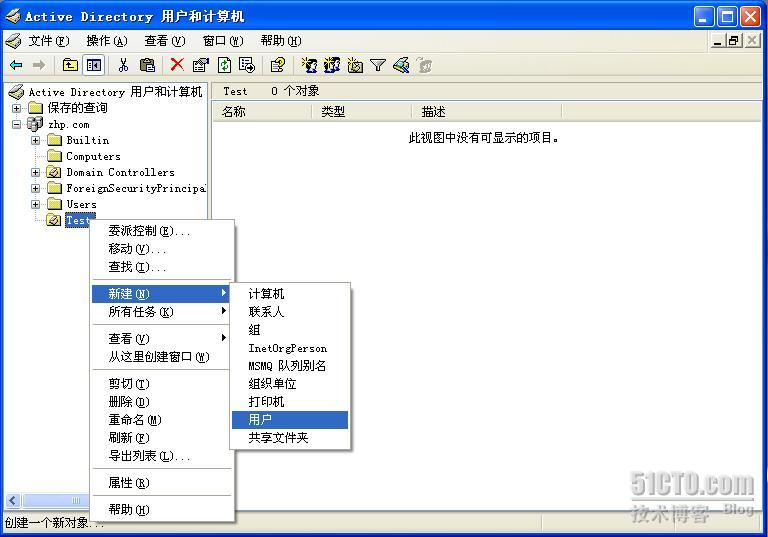 Active Directory 用户和计算机
文件(F) 操作(A) 查看(V) 窗口(W) 帮助(H)
Active Directory 用户和计算机
保存的查询
zhp.com
Builtin
Computers
Domain Controllers
ForeignSecurityPrincipa
Users
Test
Test 0 个对象
名称 类型 描述
此视图中没有可显示的项目。
委派控制(E)...
移动(V)...
查找(I)...
新建(N)
所有任务(K)
查看(V)
从这里创建窗口(W)
剪切(T)
删除(D)
重命名(M)
刷新(F)
导出列表(L)...
属性(R)
帮助(H)
计算机
联系人
组
InetOrgPerson
MSMQ 队列别名
组织单位
打印机
用户
共享文件夹
创建一个新对象...
51CTO.com
技术博客 Blog